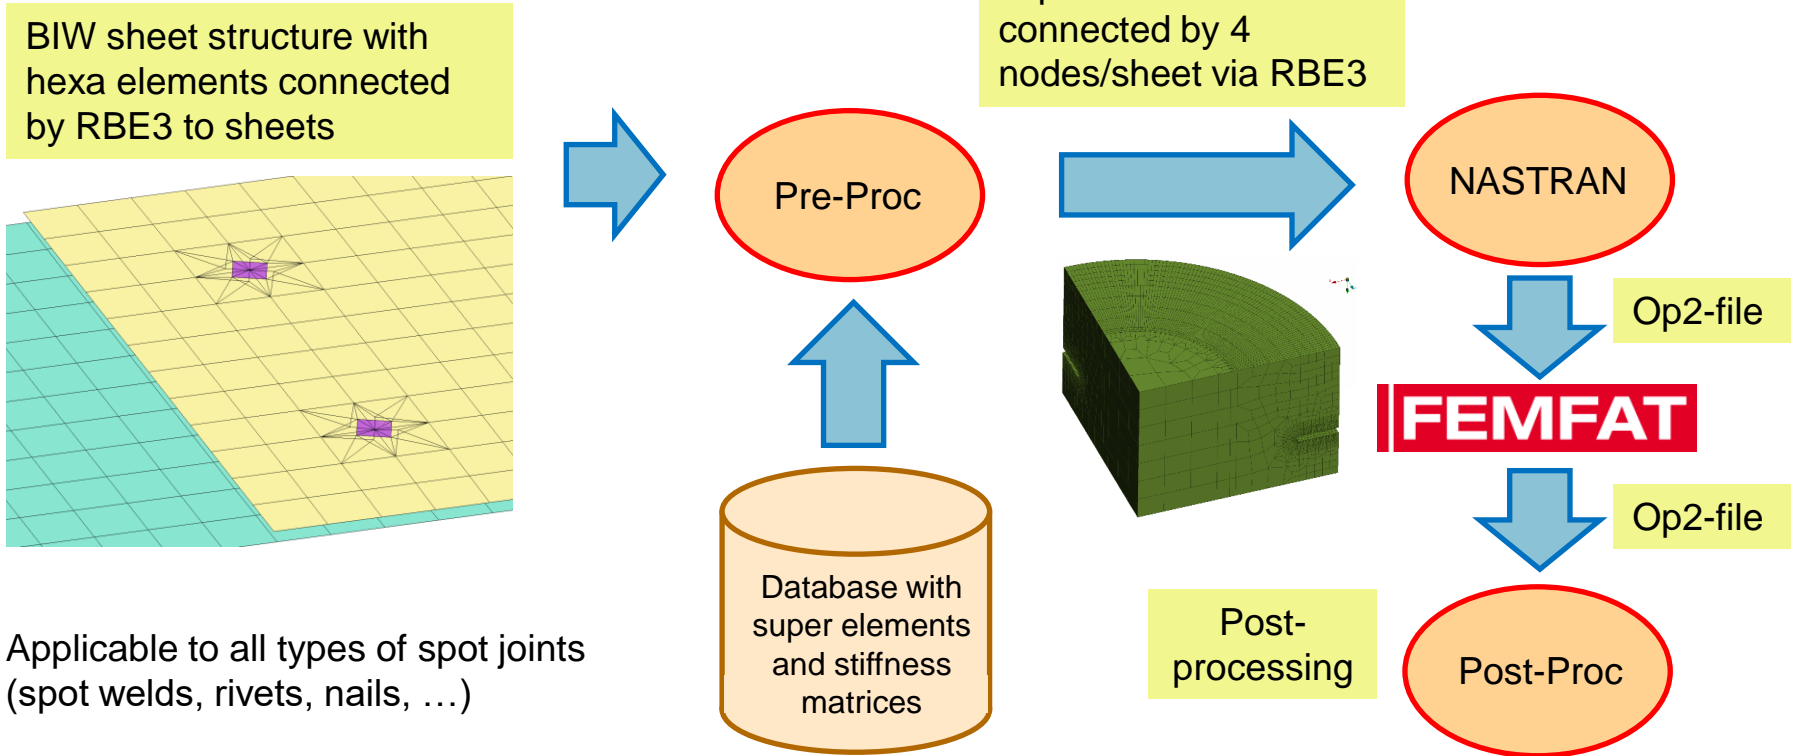 BIW sheet structure with
hexa elements connected
by RBE3 to sheets
connected by 4
nodes/sheet via RBE3
Pre-Proc
NASTRAN
Op2-file
FEMFAT
Op2-file
Database with
super elements
and stiffness
matrices
Post-
processing
Post-Proc
Applicable to all types of spot joints
(spot welds, rivets, nails, …)